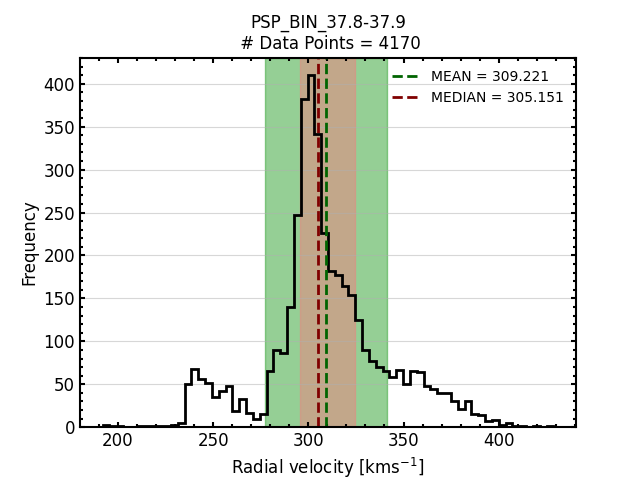 PSP_BIN_37.8-37.9
# Data Points = 4170
MEAN = 309.221
MEDIAN = 305.151
Frequency
400
350
300
250
200
150
100
50
0
200 250 300 350 400
Radial velocity [kms⁻¹]